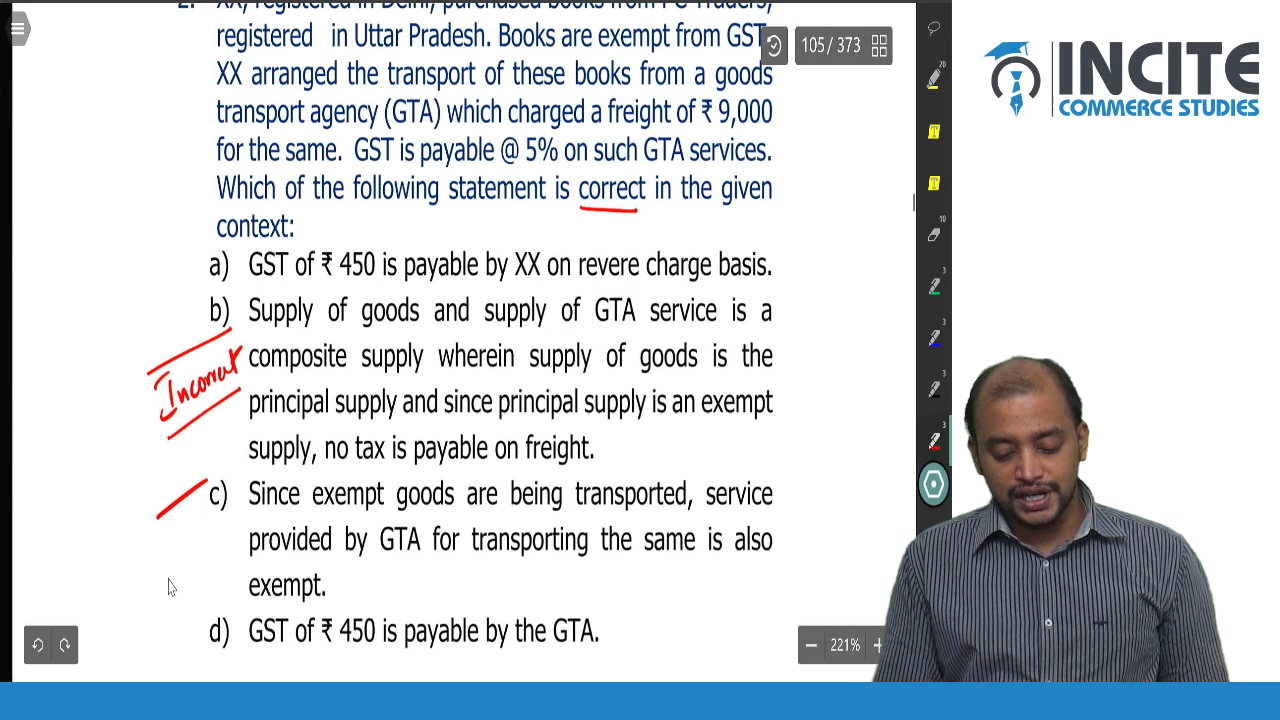 2. XX, registered in Delhi, purchased books from PC Traders,
registered in Uttar Pradesh. Books are exempt from GST.
XX arranged the transport of these books from a goods
transport agency (GTA) which charged a freight of ₹ 9,000
for the same. GST is payable @ 5% on such GTA services.
Which of the following statement is correct in the given
context:
a) GST of ₹ 450 is payable by XX on revere charge basis.
b) Supply of goods and supply of GTA service is a
composite supply wherein supply of goods is the
principal supply and since principal supply is an exempt
supply, no tax is payable on freight.
Incorrect
c) Since exempt goods are being transported, service
provided by GTA for transporting the same is also
exempt.
d) GST of ₹ 450 is payable by the GTA.
105 / 373
20
10
3
3
3
3
221%
INCITE
COMMERCE STUDIES